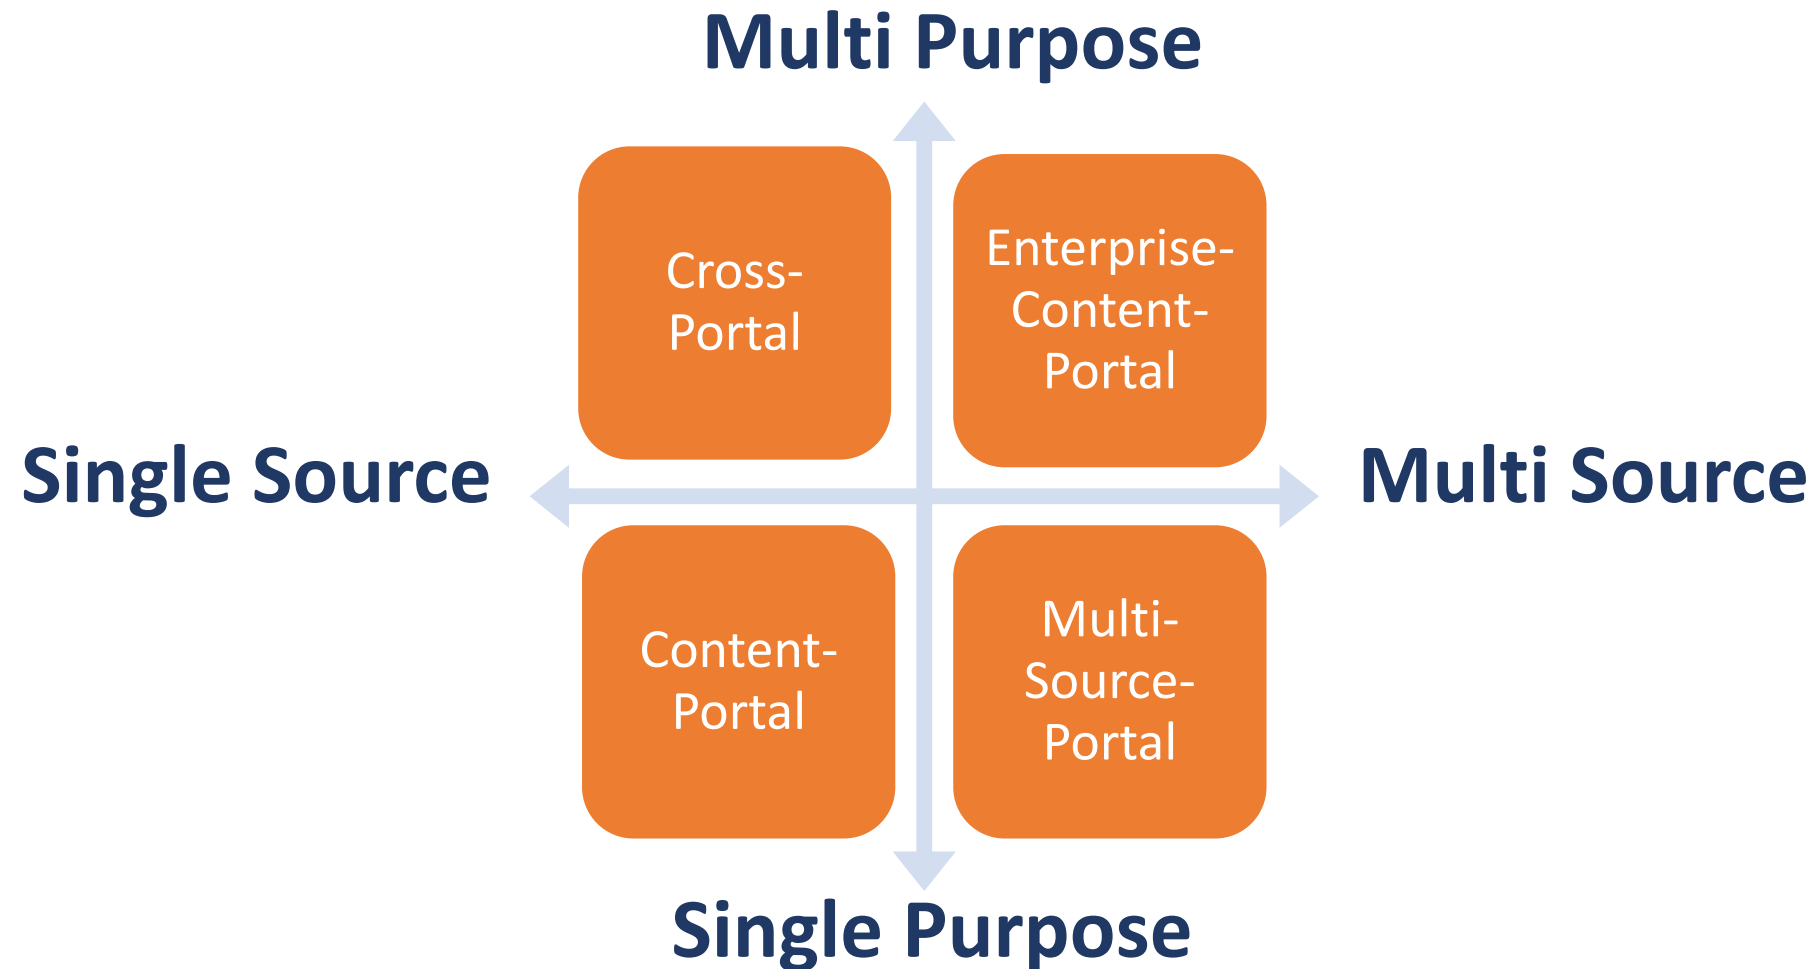 Multi Purpose
Cross-
Portal
Enterprise-
Content-
Portal
Single Source
Multi Source
Content-
Portal
Multi-
Source-
Portal
Single Purpose